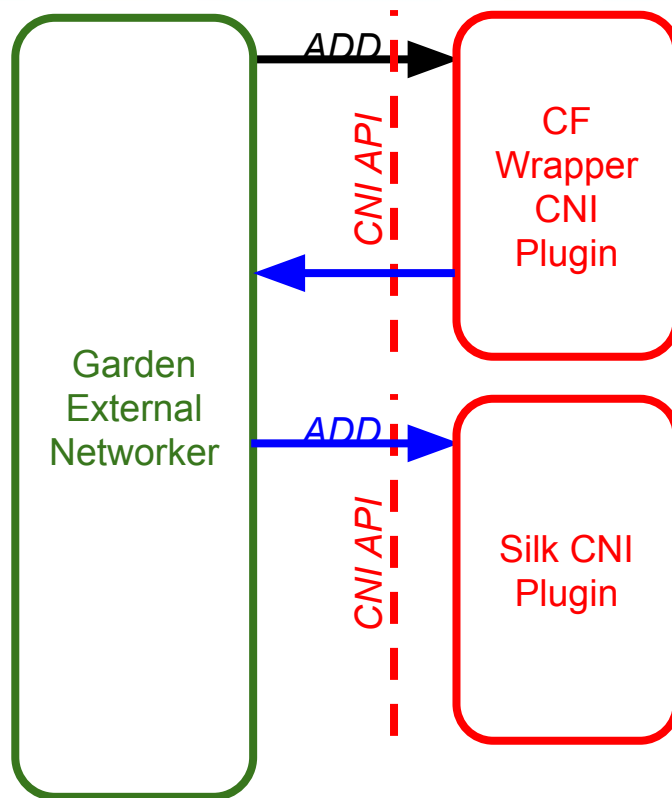 ADD
CNI API
CF
Wrapper
CNI
Plugin
Garden
External
Networker
ADD
CNI API
Silk CNI
Plugin